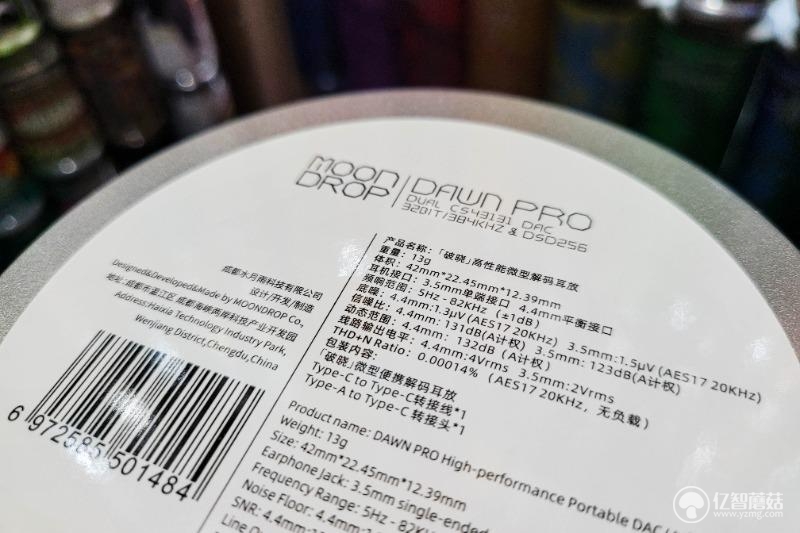 MOON
DROP
DAWN PRO
DUAL CS43131 DAC
32BIT/384KHZ & DSD256
产品名称：「破晓」高性能微型解码耳放
重量：13g
体积：42mm*22.45mm*12.39mm
耳机接口：3.5mm单端接口 4.4mm平衡接口
频响范围：5Hz - 82kHz（±1dB）
底噪：4.4mm:1.3μV (AES17 20KHz) 3.5mm:1.5μV (AES17 20KHz)
信噪比：4.4mm: 131dB(A计权) 3.5mm: 123dB(A计权)
动态范围：4.4mm: 132dB (A计权)
线路输出电平：4.4mm:4Vrms 3.5mm:2Vrms
THD+N Ratio：0.00014% (AES17 20KHz，无负载)
包装内容：
「破晓」微型便携解码耳放
Type-C to Type-C 转接线*1
Type-A to Type-C 转接头*1
Product name: DAWN PRO High-performance Portable DAC
Weight: 13g
Size: 42mm*22.45mm*12.39mm
Earphone Jack: 3.5mm single-ended
Frequency Range: 5Hz - 82K
Noise Floor: 4.4mm:
SNR: 4.4mm:
Line Ou
成都水月雨科技有限公司
设计/开发/制造
Designed&Developed&Made by MOONDROP Co.,
地址:成都市温江区 成都海峡两岸科技产业开发园
Address:Haixia Technology Industry Park,
Wenjiang District,Chengdu,China
6 972585 501484
亿智蘑菇
www.yzmg.com